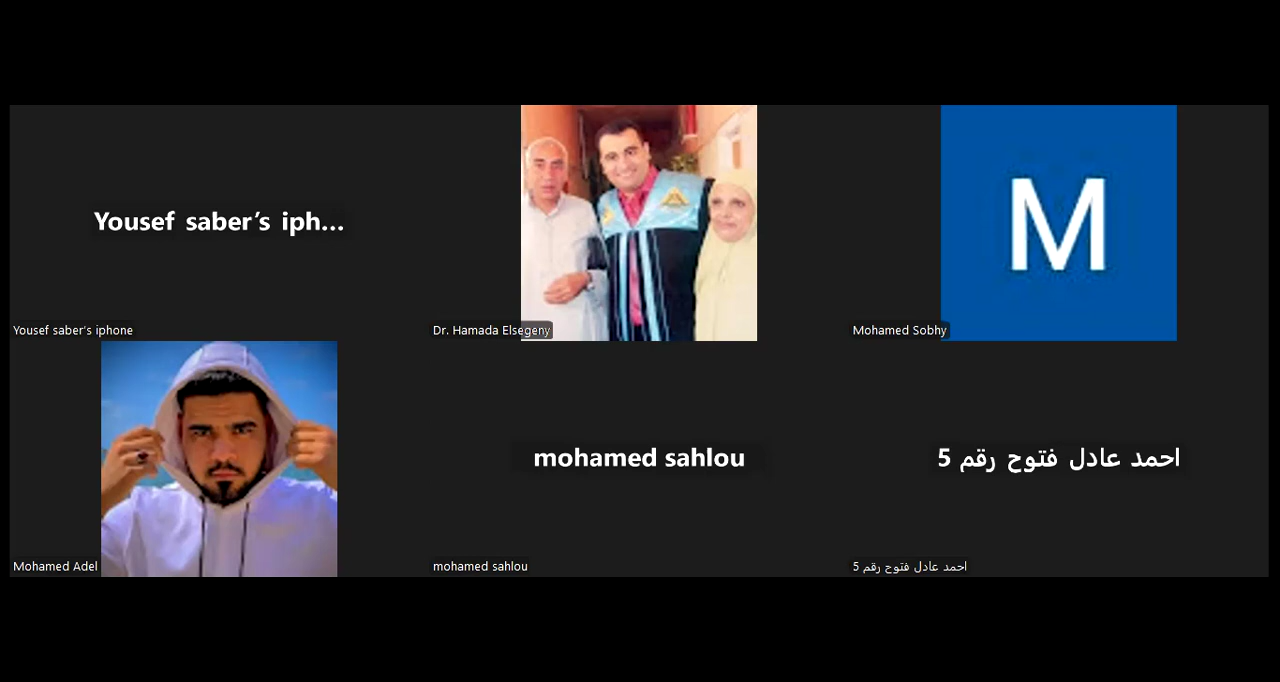 Yousef saber's iph...
Yousef saber's iphone
Dr. Hamada Elsegeny
M
Mohamed Sobhy
Mohamed Adel
mohamed sahlou
mohamed sahlou
احمد عادل فتوح رقم 5
احمد عادل فتوح رقم 5